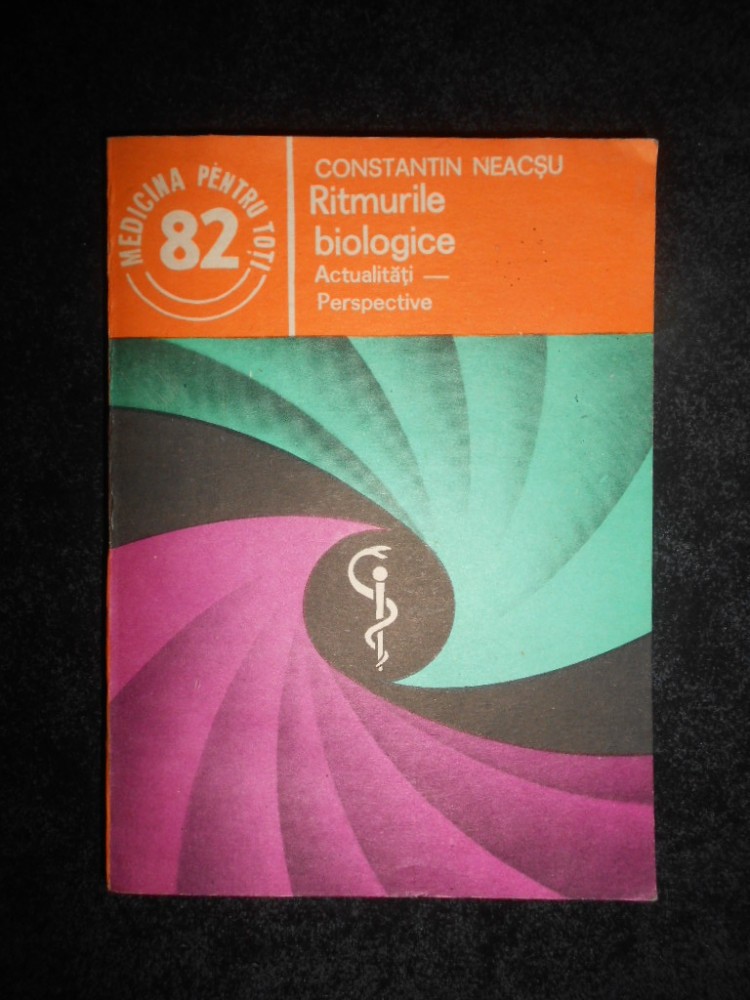 MEDICINA PENTRU TOȚI
82
CONSTANTIN NEACȘU
Ritmurile
biologice
Actualități —
Perspective